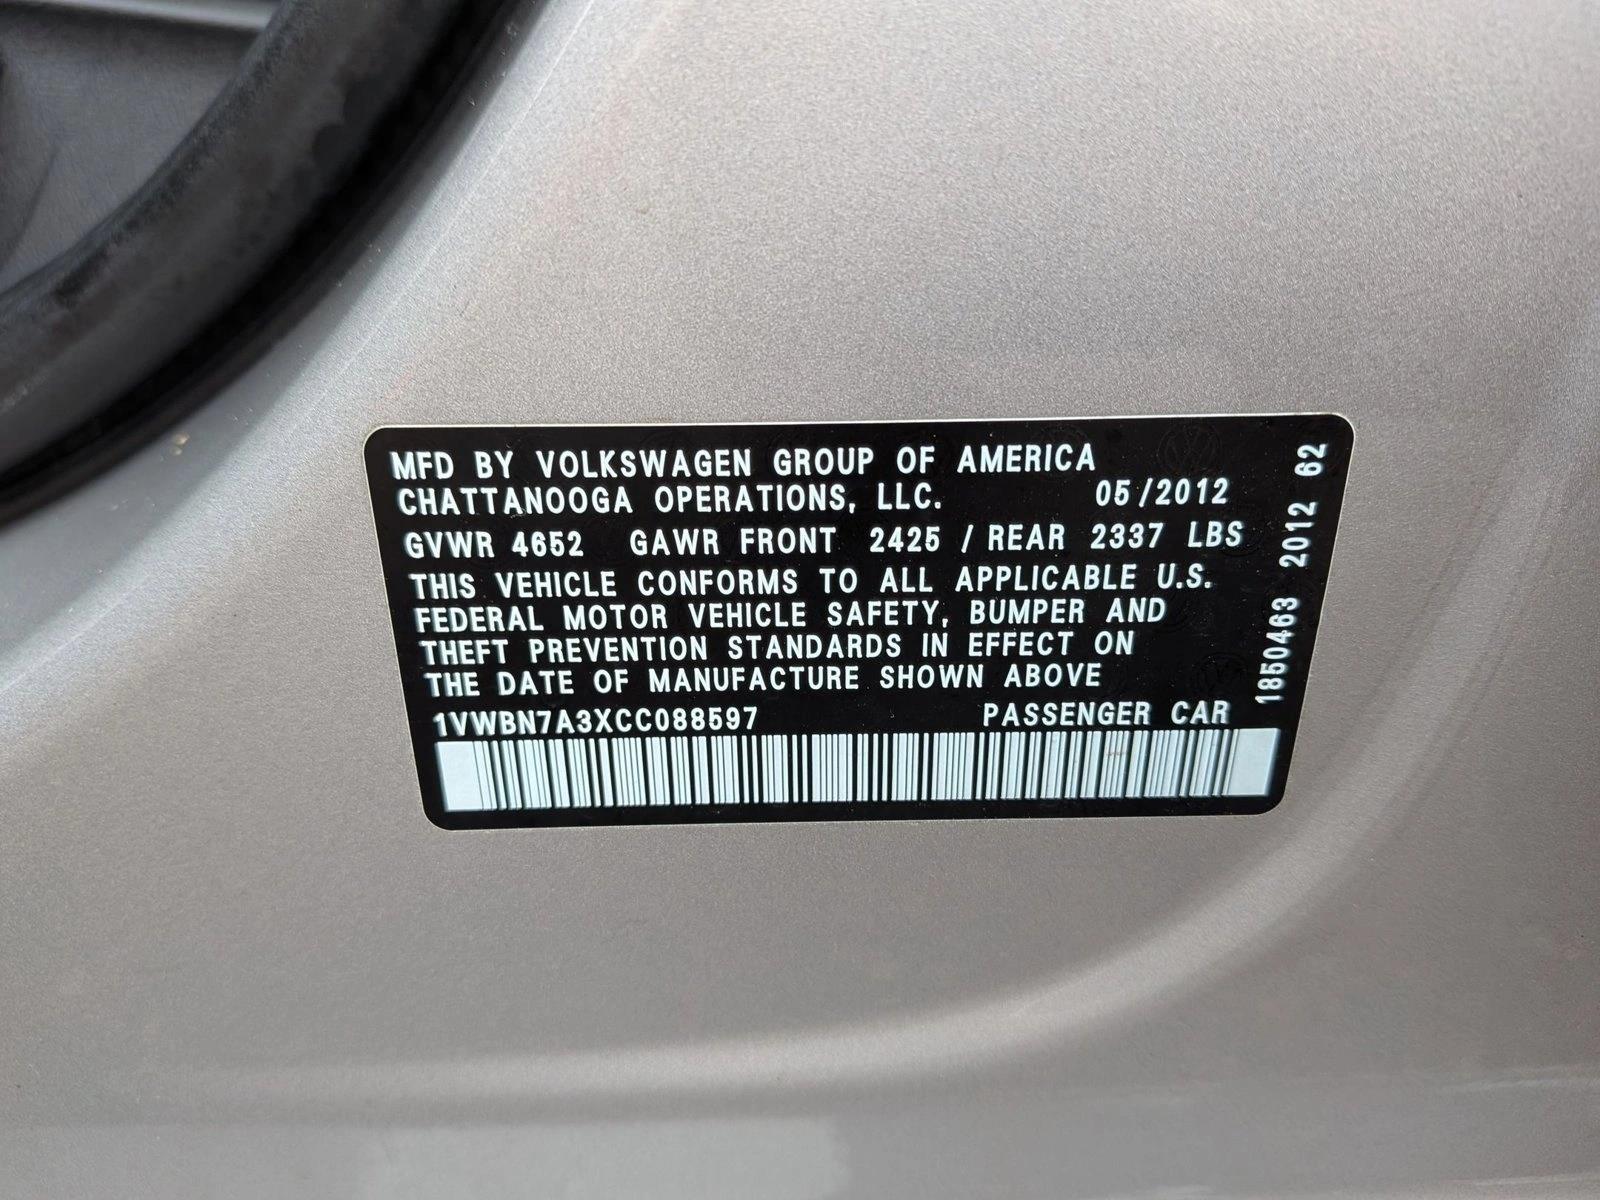 MFD BY VOLKSWAGEN GROUP OF AMERICA
CHATTANOOGA OPERATIONS, LLC. 05/2012
GVWR 4652 GAWR FRONT 2425 / REAR 2337 LBS
THIS VEHICLE CONFORMS TO ALL APPLICABLE U.S.
FEDERAL MOTOR VEHICLE SAFETY, BUMPER AND
THEFT PREVENTION STANDARDS IN EFFECT ON
THE DATE OF MANUFACTURE SHOWN ABOVE
1VWBN7A3XCC088597 PASSENGER CAR
1850463 2012 62